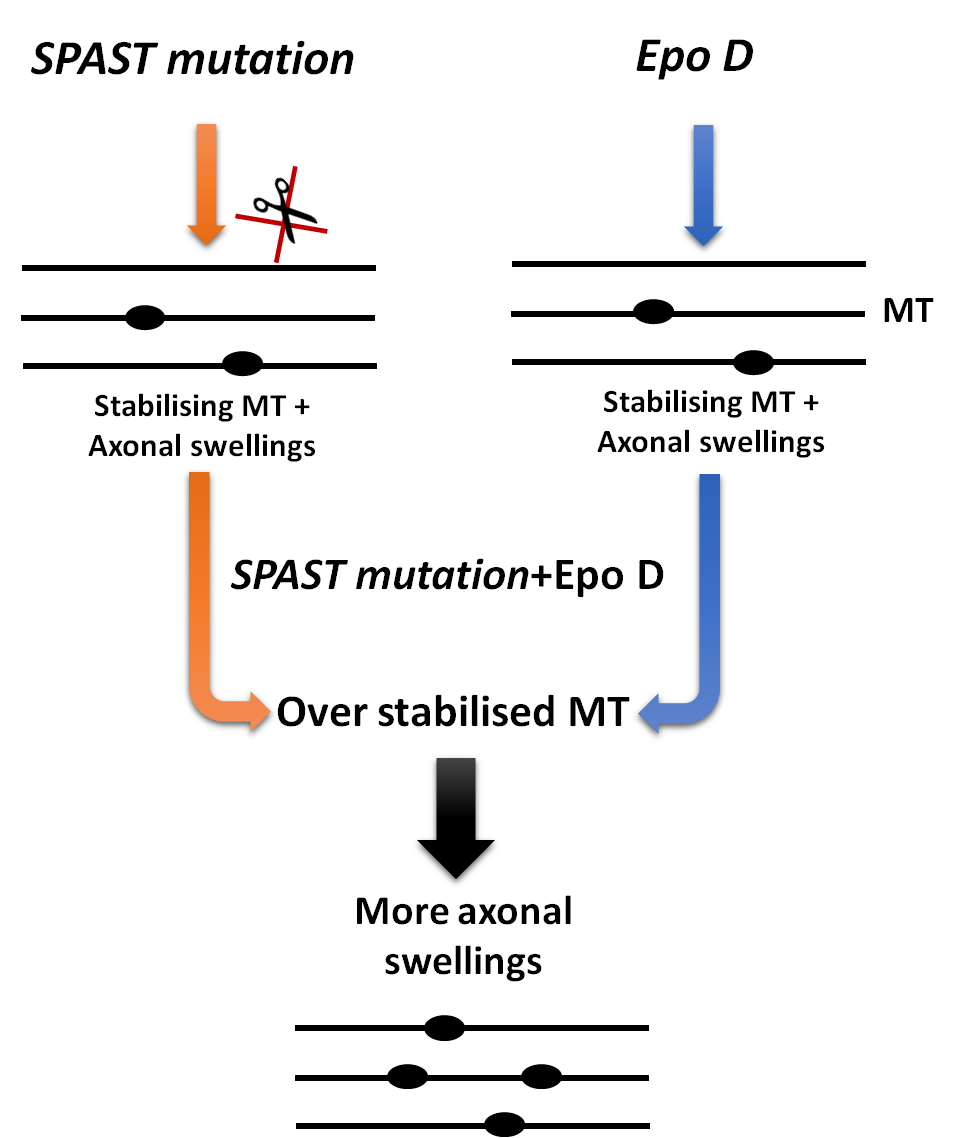 SPAST mutation
Epo D
MT
Stabilising MT +
Axonal swellings
Stabilising MT +
Axonal swellings
SPAST mutation+Epo D
Over stabilised MT
More axonal
swellings